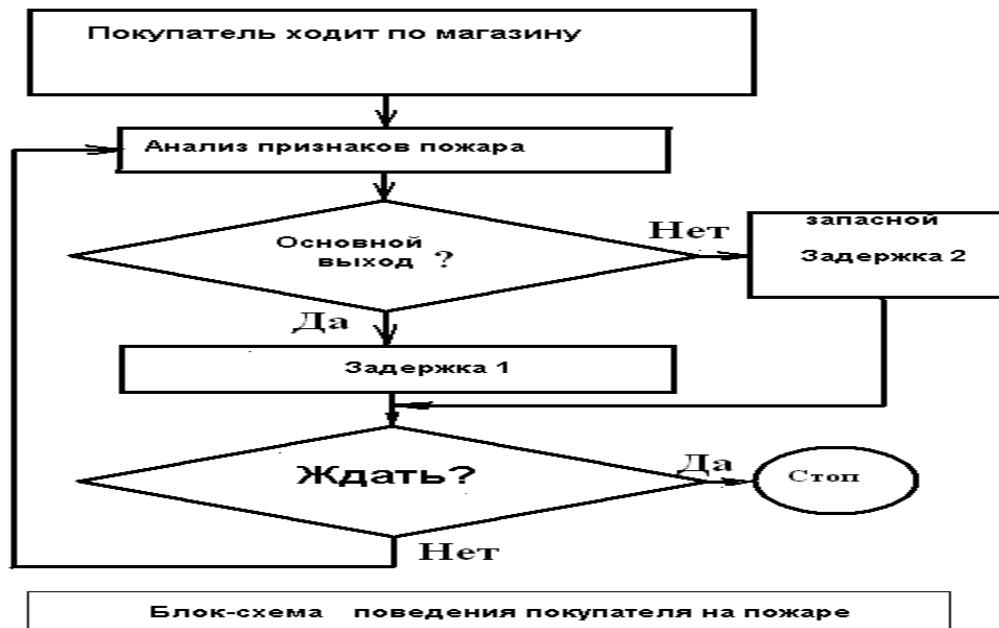 Покупатель ходит по магазину
Анализ признаков пожара
Основной
выход ?
Нет
запасной
Задержка 2
Да
Задержка 1
Ждать?
Да
Стоп
Нет
Блок-схема поведения покупателя на пожаре